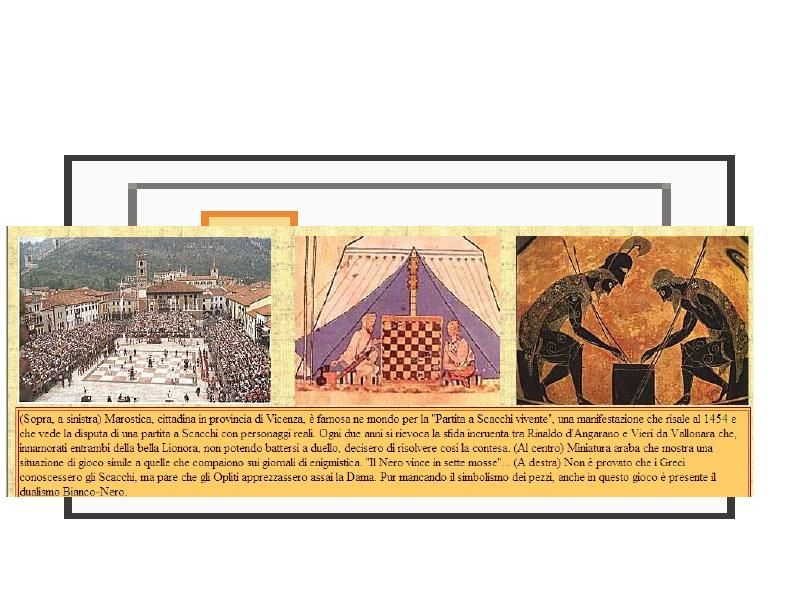 (Sopra, a sinistra) Marostica, cittadina in provincia di Vicenza, è famosa ne mondo per la "Partita a Scacchi vivente", una manifestazione che risale al 1454 e
che vede la disputa di una partita a Scacchi con personaggi reali. Ogni due anni si rievoca la sfida incruenta tra Rinaldo d'Angarano e Vieri da Vallonara che,
innamorati entrambi della bella Lionora, non potendo battersi a duello, decisero di risolvere così la contesa. (Al centro) Miniatura araba che mostra una
situazione di gioco simile a quelle che compaiono sui giornali di enigmistica. "Il Nero vince in sette mosse"... (A destra) Non è provato che i Greci
conoscessero gli Scacchi, ma pare che gli Opliti apprezzassero assai la Dama. Pur mancando il simbolismo dei pezzi, anche in questo gioco è presente il
dualismo Bianco-Nero.